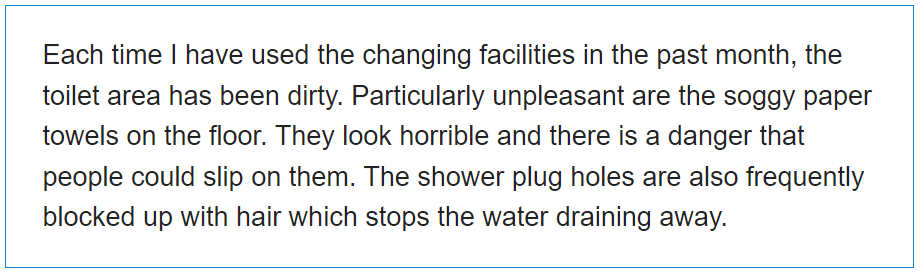 Each time I have used the changing facilities in the past month, the
toilet area has been dirty. Particularly unpleasant are the soggy paper
towels on the floor. They look horrible and there is a danger that
people could slip on them. The shower plug holes are also frequently
blocked up with hair which stops the water draining away.